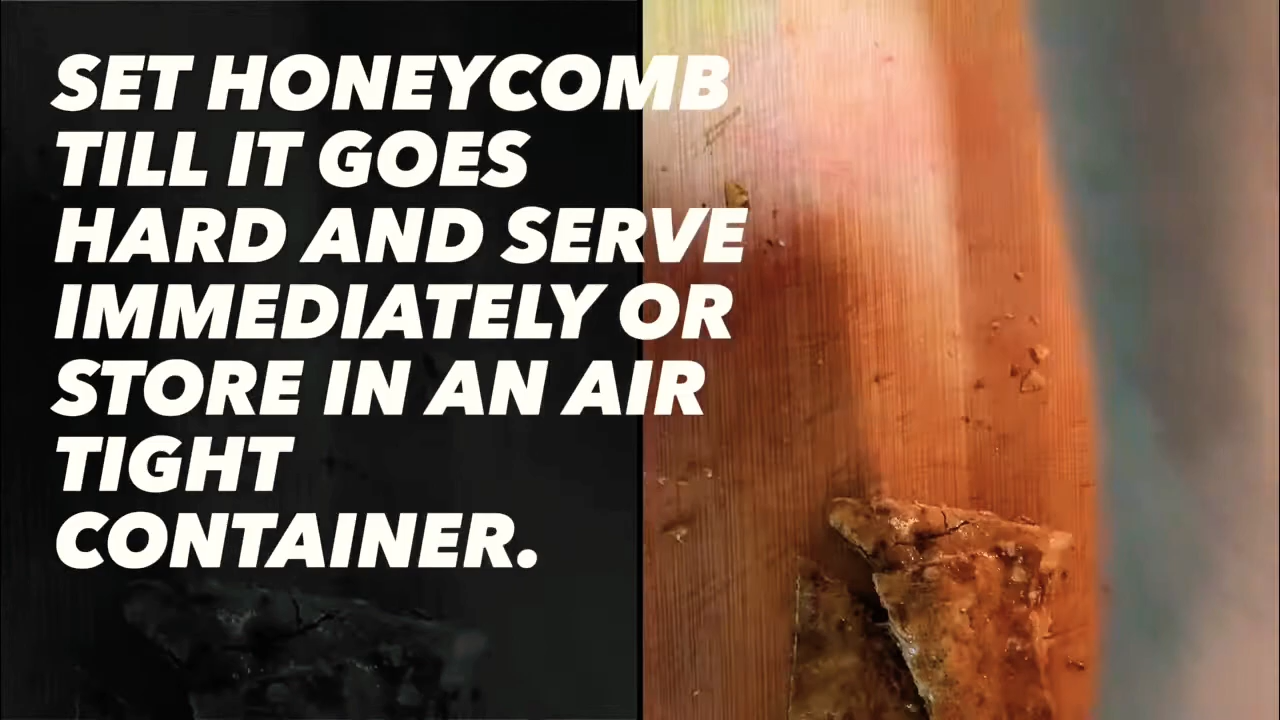 SET HONEYCOMB
TILL IT GOES
HARD AND SERVE
IMMEDIATELY OR
STORE IN AN AIR
TIGHT
CONTAINER.